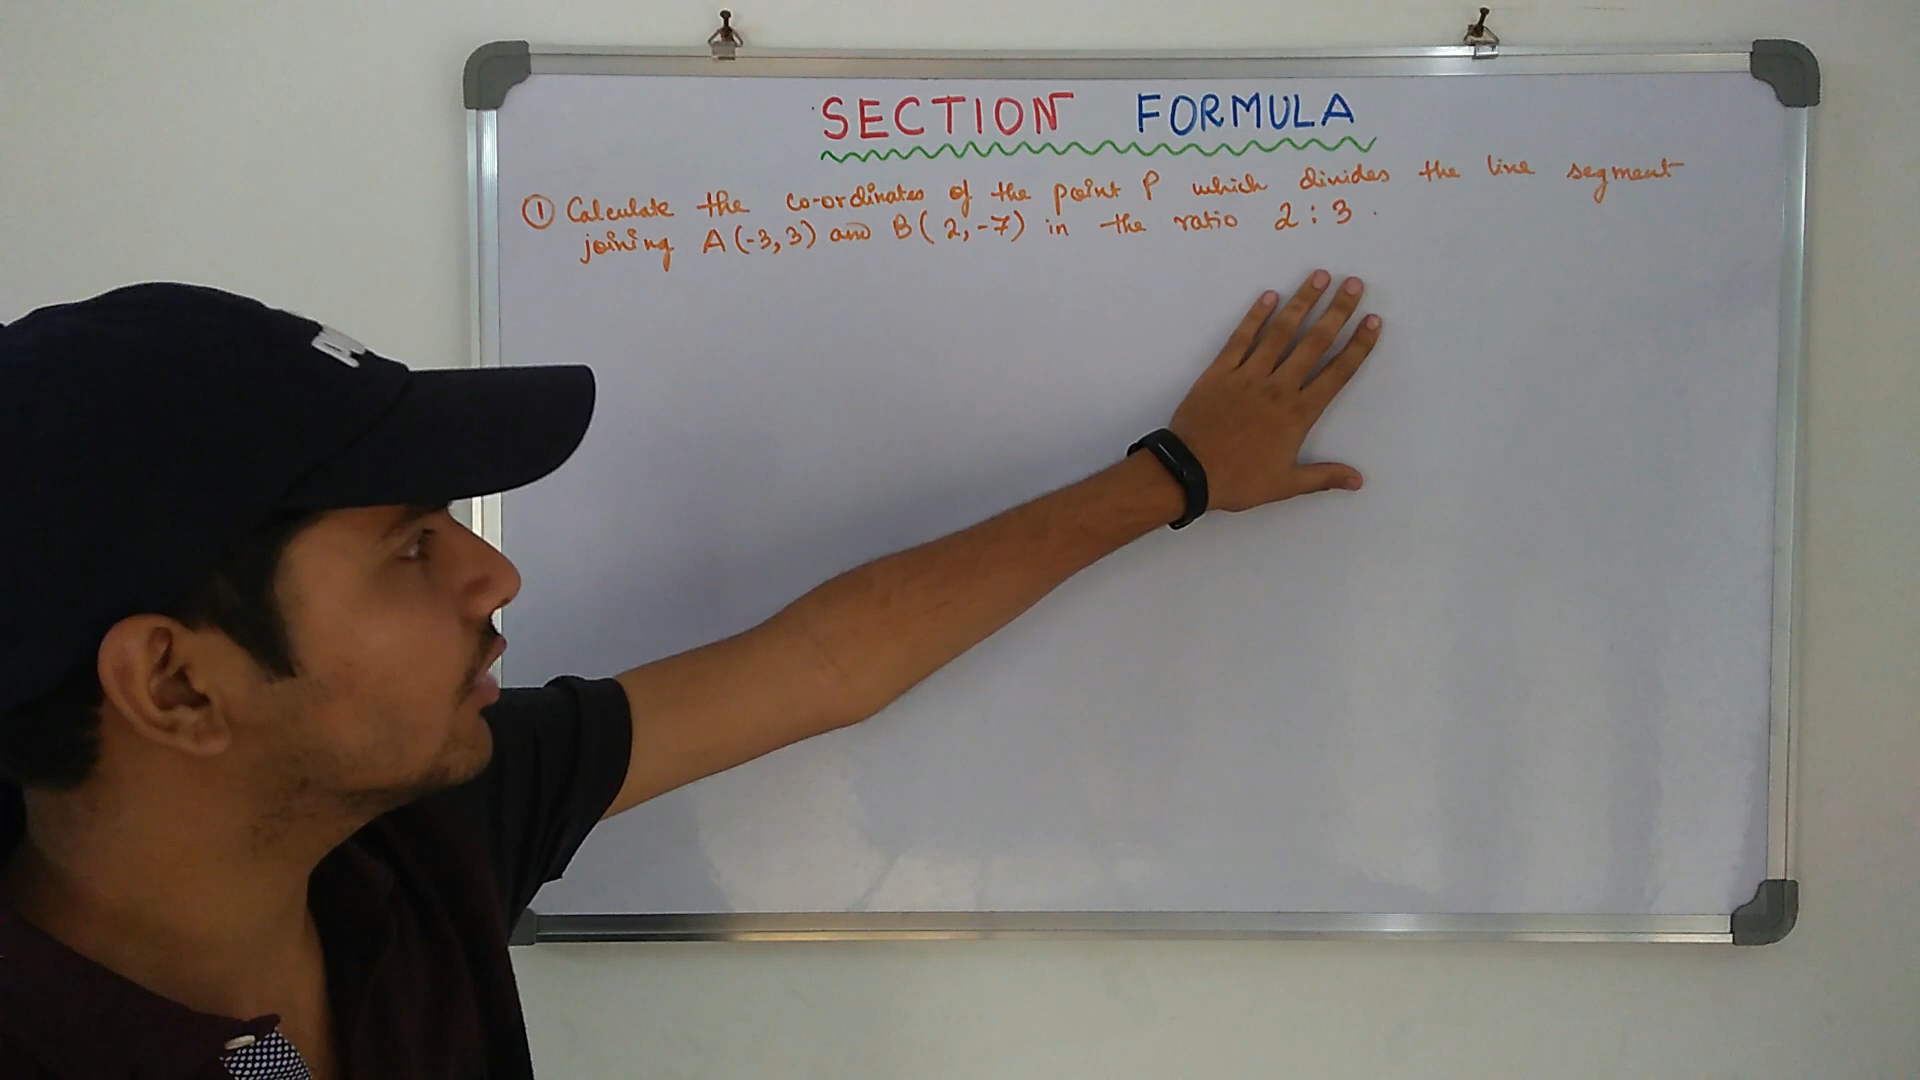 SECTION FORMULA
① Calculate the co-ordinates of the point P which divides the line segment
joining A(-3,3) and B(2,-7) in the ratio 2:3.